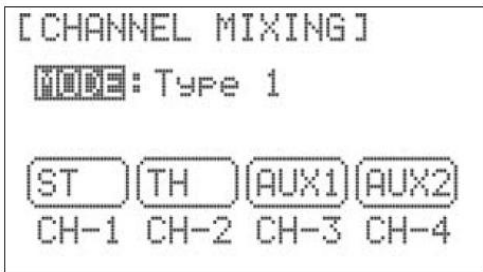 [CHANNEL MIXING]
MODE: Type 1
ST TH AUX1 AUX2
CH-1 CH-2 CH-3 CH-4